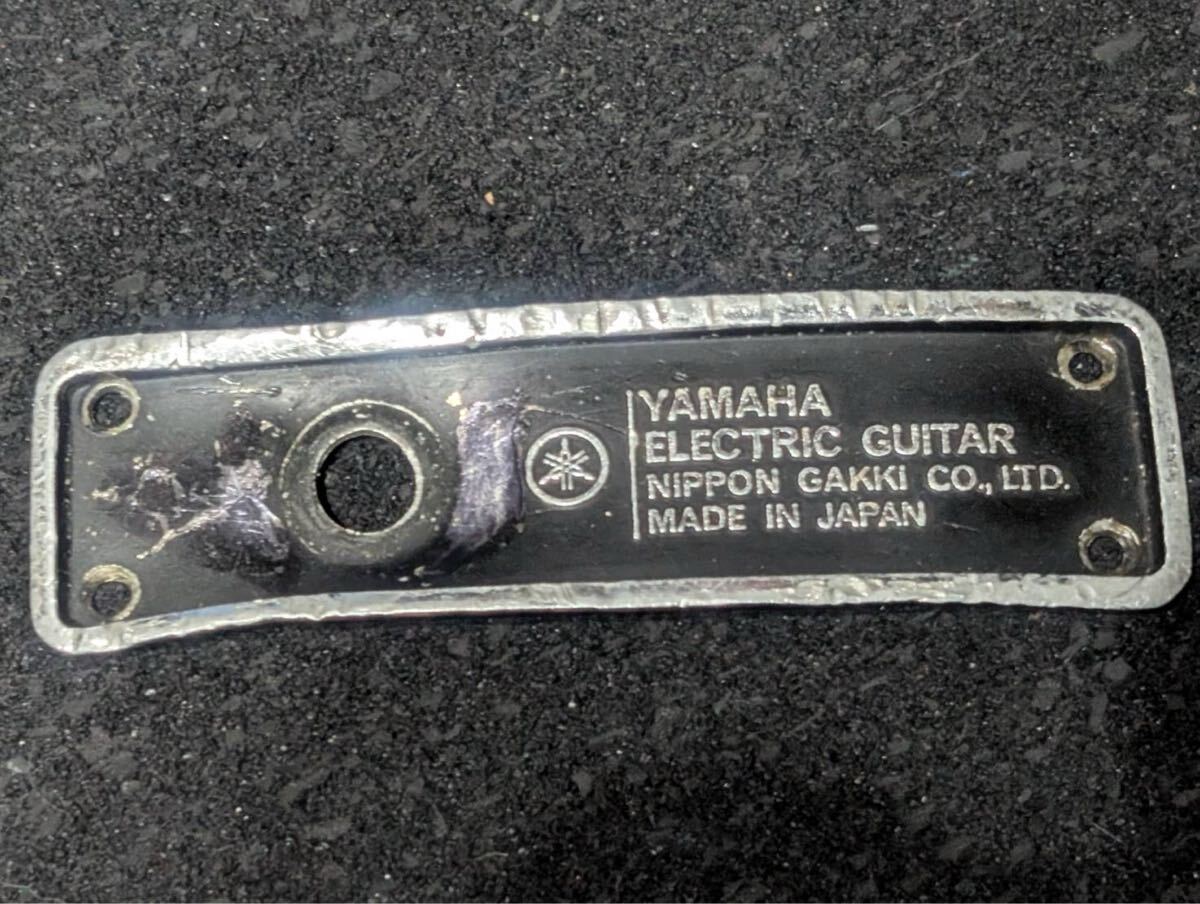 YAMAHA
ELECTRIC GUITAR
NIPPON GAKKI CO., LTD.
MADE IN JAPAN